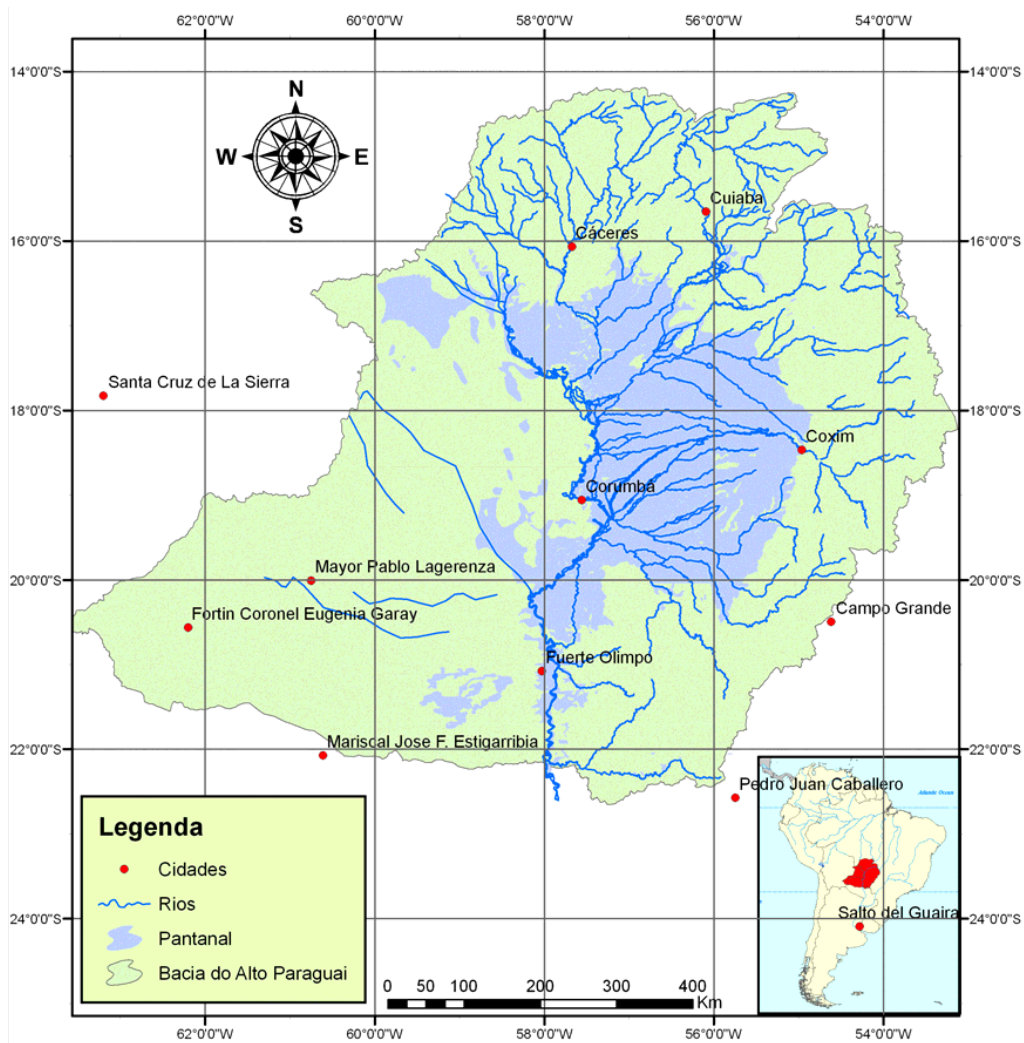 62°0'0"W 60°0'0"W 58°0'0"W 56°0'0"W 54°0'0"W
14°0'0"S 14°0'0"S
N
W E
S
Cuiaba
Cáceres
16°0'0"S 16°0'0"S
Santa Cruz de La Sierra
18°0'0"S 18°0'0"S
Coxim
Corumbá
Mayor Pablo Lagerenza
20°0'0"S 20°0'0"S
Fortin Coronel Eugenia Garay
Campo Grande
Fuerte Olimpo
Mariscal Jose F. Estigarribia
22°0'0"S 22°0'0"S
Pedro Juan Caballero
Atlantic Ocean
Legenda
Cidades
Rios
Pantanal
Bacia do Alto Paraguai
Salto del Guaira
24°0'0"S 24°0'0"S
0 50 100 200 300 400
Km
62°0'0"W 60°0'0"W 58°0'0"W 56°0'0"W 54°0'0"W